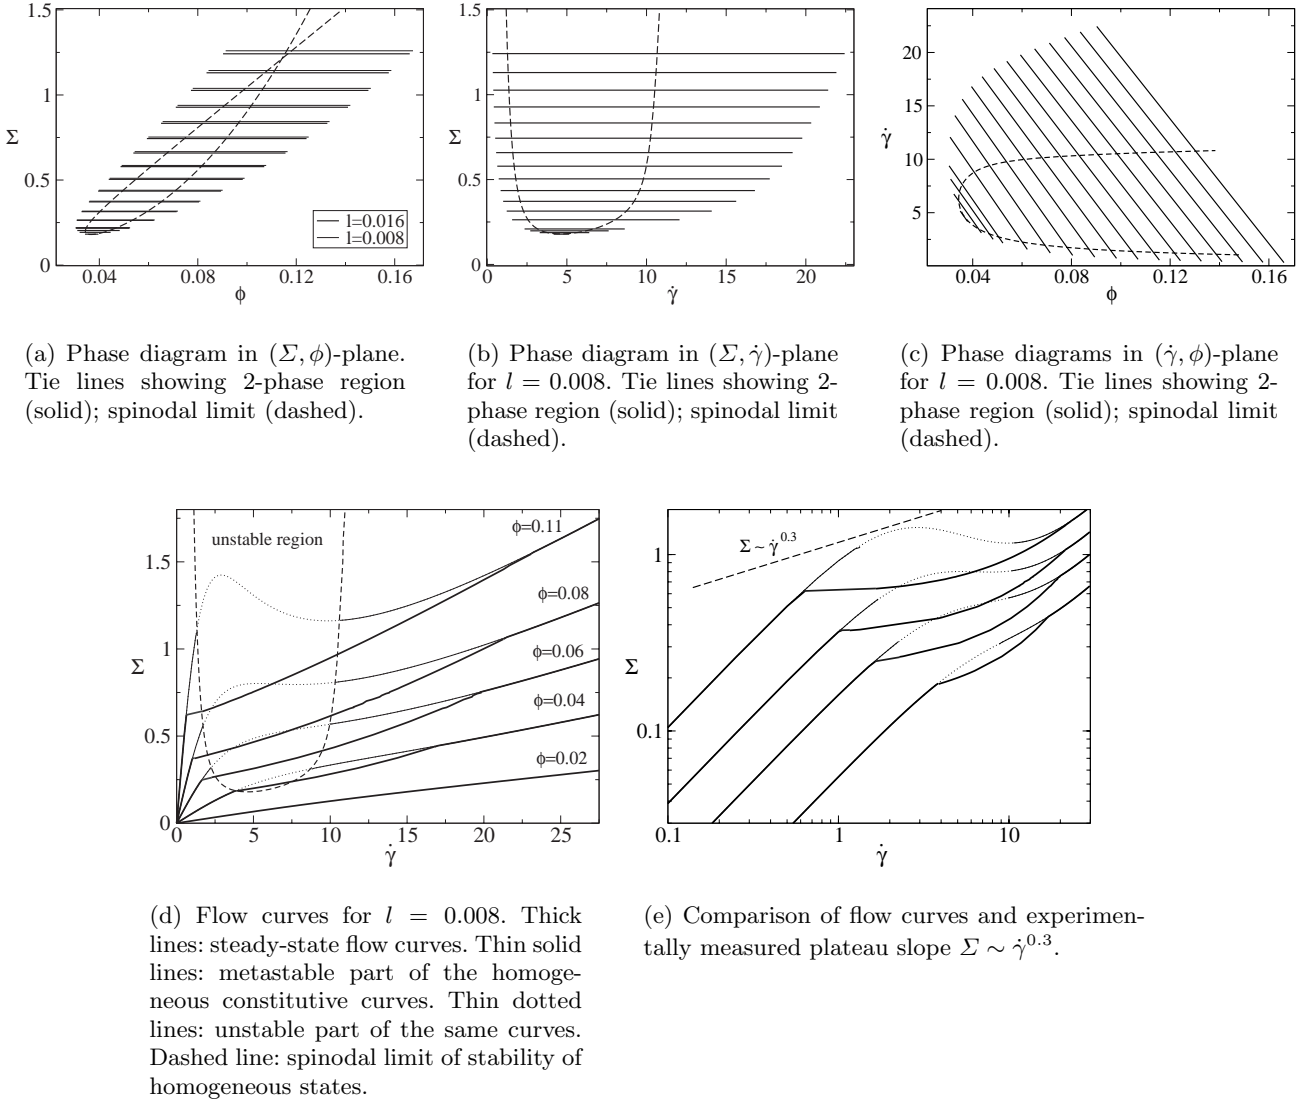 1.5
1
0.5
0
Σ
0.04
0.08
0.12
0.16
ϕ
l=0.016
l=0.008
1.5
1
0.5
0
Σ
0
5
10
15
20
γ̇
20
15
10
5
γ̇
0.04
0.08
0.12
0.16
ϕ
(a) Phase diagram in (Σ, ϕ)-plane.
Tie lines showing 2-phase region
(solid); spinodal limit (dashed).
(b) Phase diagram in (Σ, γ̇)-plane
for l = 0.008. Tie lines showing 2-
phase region (solid); spinodal limit
(dashed).
(c) Phase diagrams in (γ̇, ϕ)-plane
for l = 0.008. Tie lines showing 2-
phase region (solid); spinodal limit
(dashed).
unstable region
ϕ=0.11
ϕ=0.08
ϕ=0.06
ϕ=0.04
ϕ=0.02
1.5
1
0.5
0
Σ
0
5
10
15
20
25
γ̇
Σ ~ γ̇^0.3
1
0.1
Σ
0.1
1
10
γ̇
(d) Flow curves for l = 0.008. Thick
lines: steady-state flow curves. Thin solid
lines: metastable part of the homoge-
neous constitutive curves. Thin dotted
lines: unstable part of the same curves.
Dashed line: spinodal limit of stability of
homogeneous states.
(e) Comparison of flow curves and experimen-
tally measured plateau slope Σ ∼ γ̇^0.3.